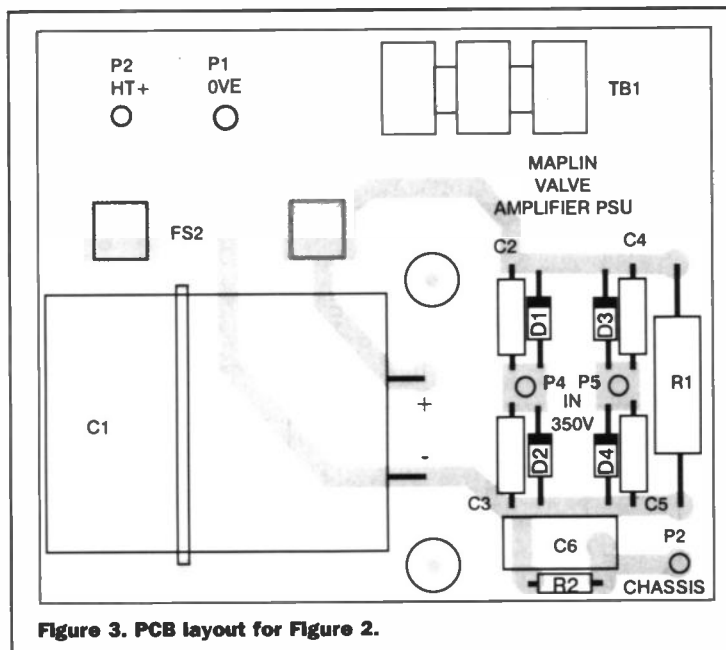 P2
HT+
P1
0VE
TB1
MAPLIN
VALVE
AMPLIFIER PSU
FS2
C2
C4
D1
D3
C1
+
-
P4
P5
IN
350V
R1
D2
D4
C3
C5
C6
P2
R2
CHASSIS
Figure 3. PCB layout for Figure 2.